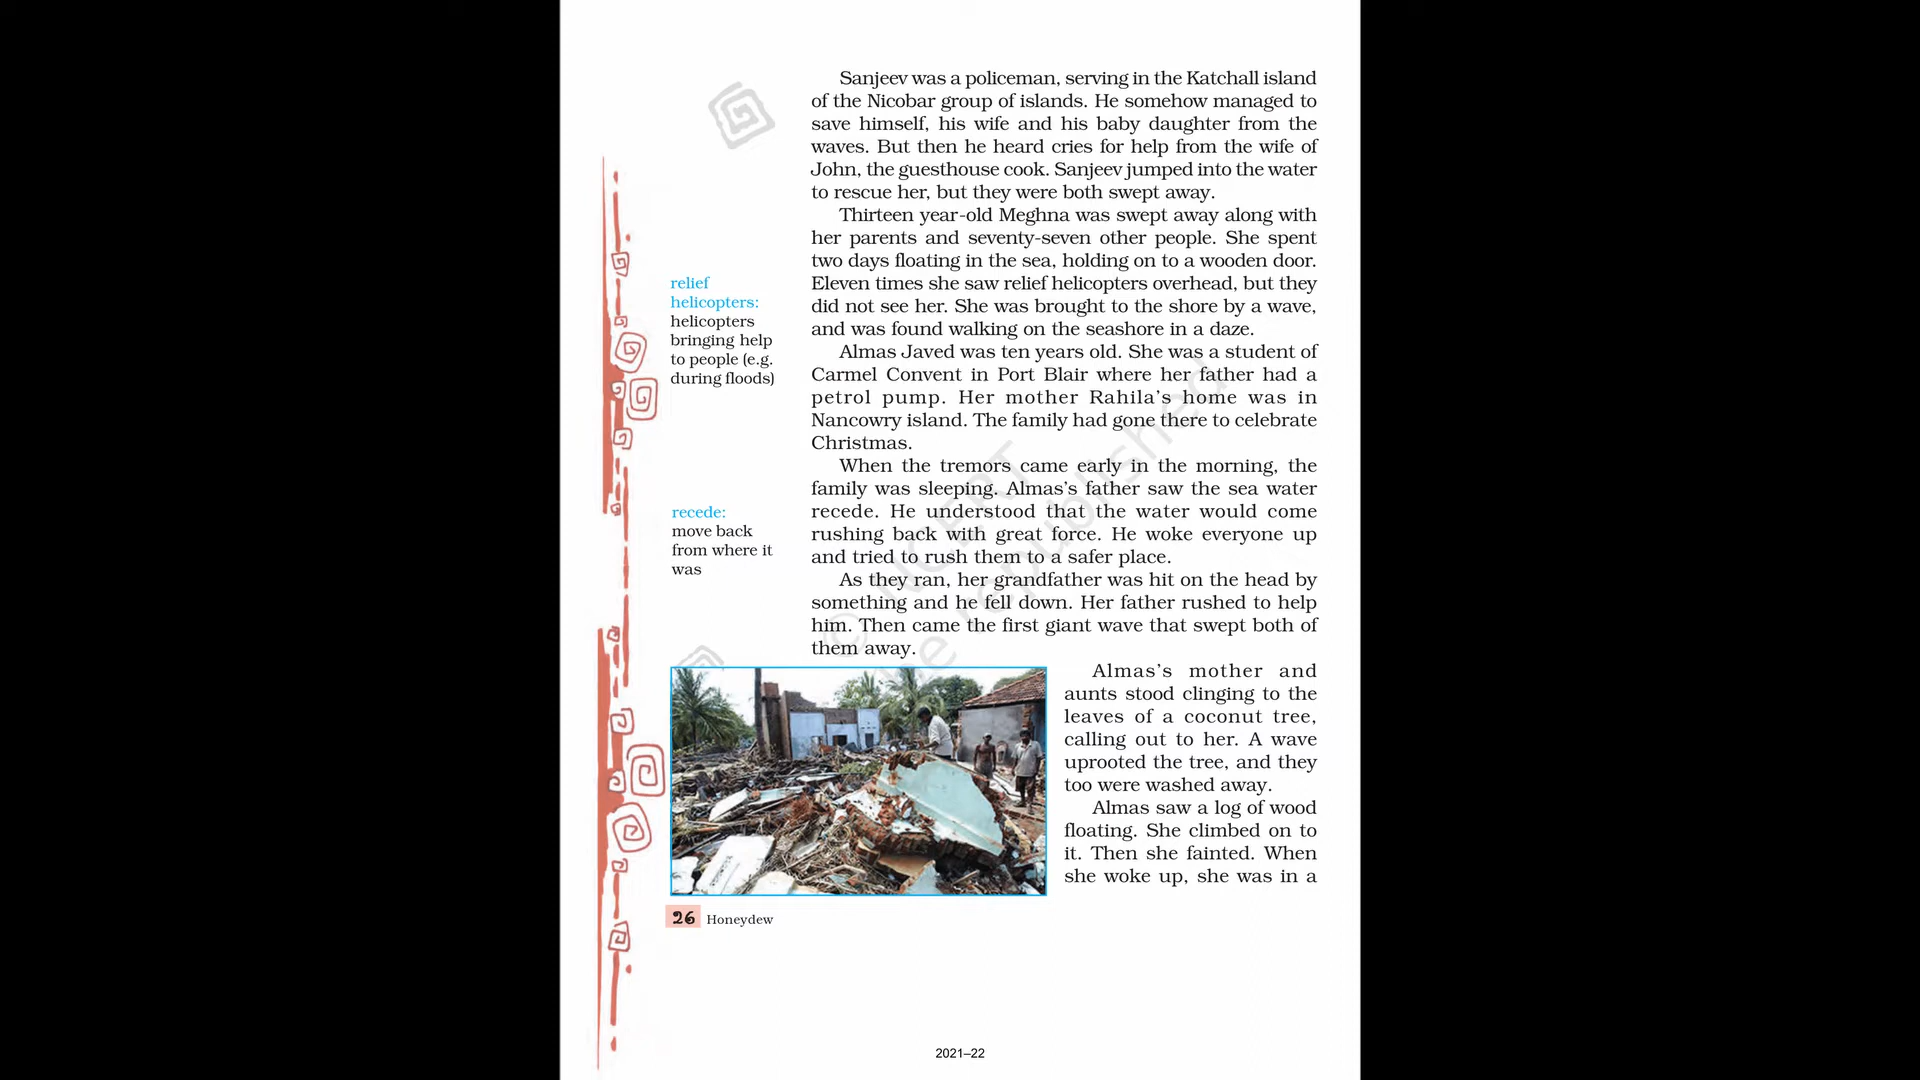 Sanjeev was a policeman, serving in the Katchall island
of the Nicobar group of islands. He somehow managed to
save himself, his wife and his baby daughter from the
waves. But then he heard cries for help from the wife of
John, the guesthouse cook. Sanjeev jumped into the water
to rescue her, but they were both swept away.
Thirteen year-old Meghna was swept away along with
her parents and seventy-seven other people. She spent
two days floating in the sea, holding on to a wooden door.
Eleven times she saw relief helicopters overhead, but they
did not see her. She was brought to the shore by a wave,
and was found walking on the seashore in a daze.
relief
helicopters:
helicopters
bringing help
to people (e.g.
during floods)
Almas Javed was ten years old. She was a student of
Carmel Convent in Port Blair where her father had a
petrol pump. Her mother Rahila's home was in
Nancowry island. The family had gone there to celebrate
Christmas.
When the tremors came early in the morning, the
family was sleeping. Almas's father saw the sea water
recede. He understood that the water would come
rushing back with great force. He woke everyone up
and tried to rush them to a safer place.
recede:
move back
from where it
was
As they ran, her grandfather was hit on the head by
something and he fell down. Her father rushed to help
him. Then came the first giant wave that swept both of
them away.
Almas's mother and
aunts stood clinging to the
leaves of a coconut tree,
calling out to her. A wave
uprooted the tree, and they
too were washed away.
Almas saw a log of wood
floating. She climbed on to
it. Then she fainted. When
she woke up, she was in a
26 Honeydew
2021–22
© NCERT
be republished